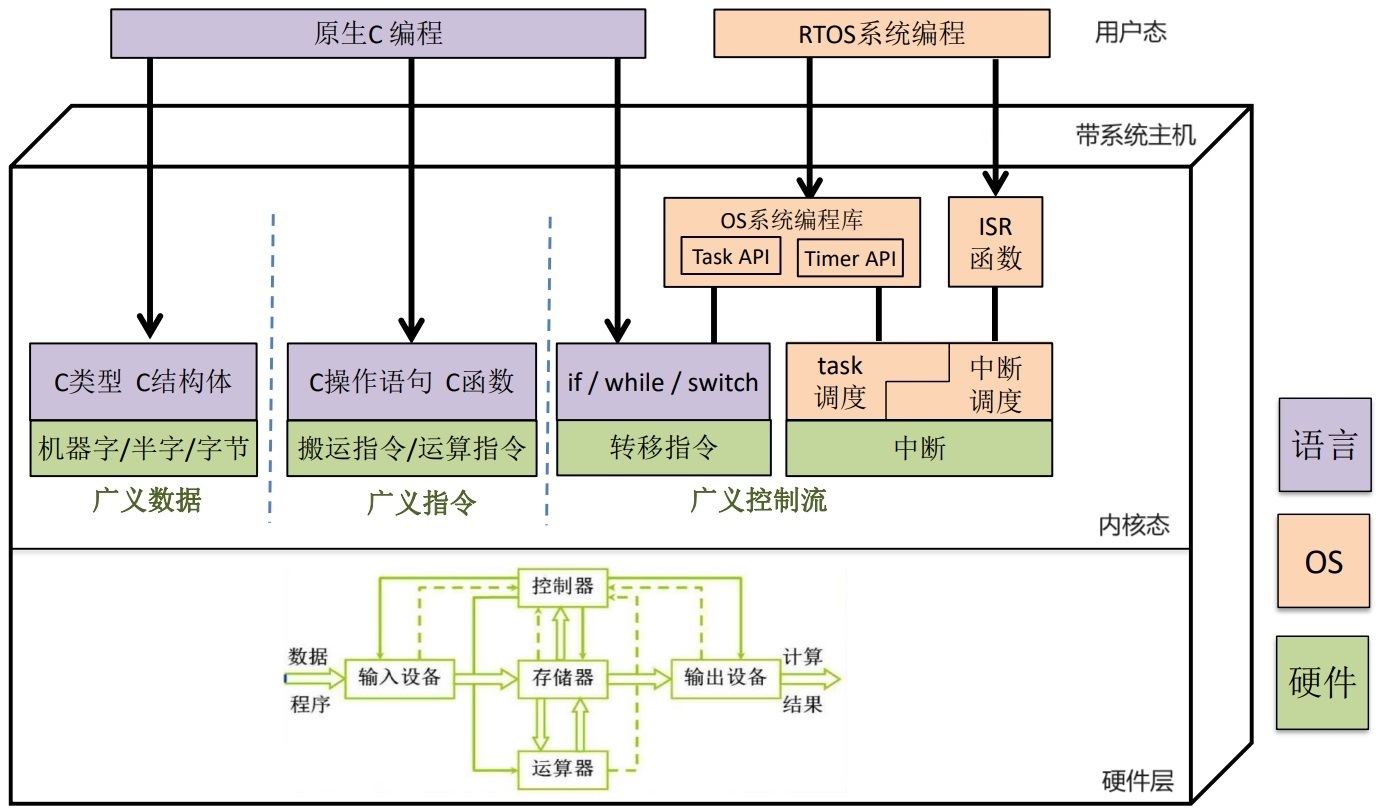 原生C 编程
RTOS系统编程
用户态
带系统主机
OS系统编程库
Task API
Timer API
ISR
函数
C类型 C结构体
C操作语句 C函数
if / while / switch
task
调度
中断
调度
机器字/半字/字节
搬运指令/运算指令
转移指令
中断
广义数据
广义指令
广义控制流
内核态
语言
OS
硬件
控制器
数据
程序
输入设备
存储器
输出设备
计算
结果
运算器
硬件层